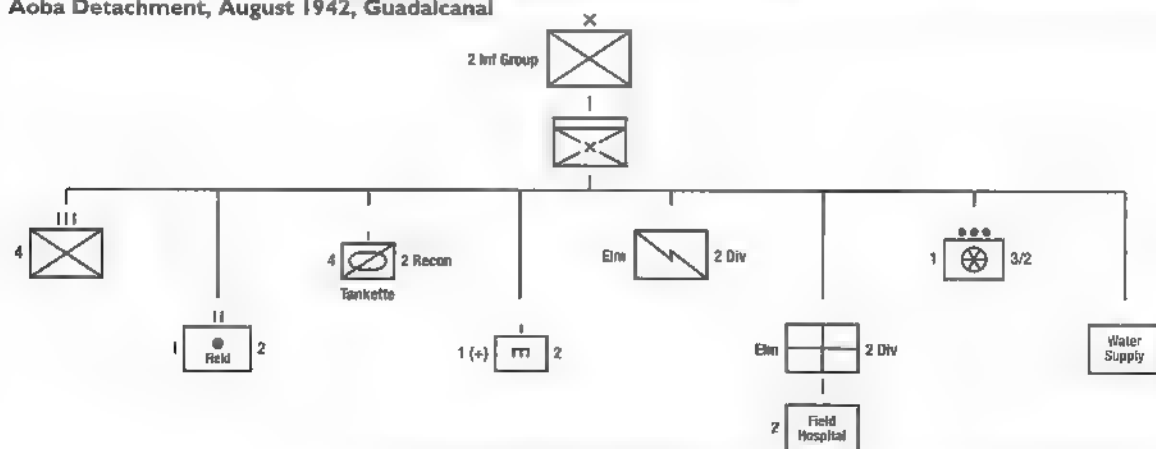 Aoba Detachment, August 1942, Guadalcanal
2 Inf Group
1
4
4
2 Recon
Tankette
Elm
2 Div
1
3/2
1
Field
2
1 (+)
2
Elm
2 Div
Water
Supply
2
Field
Hospital